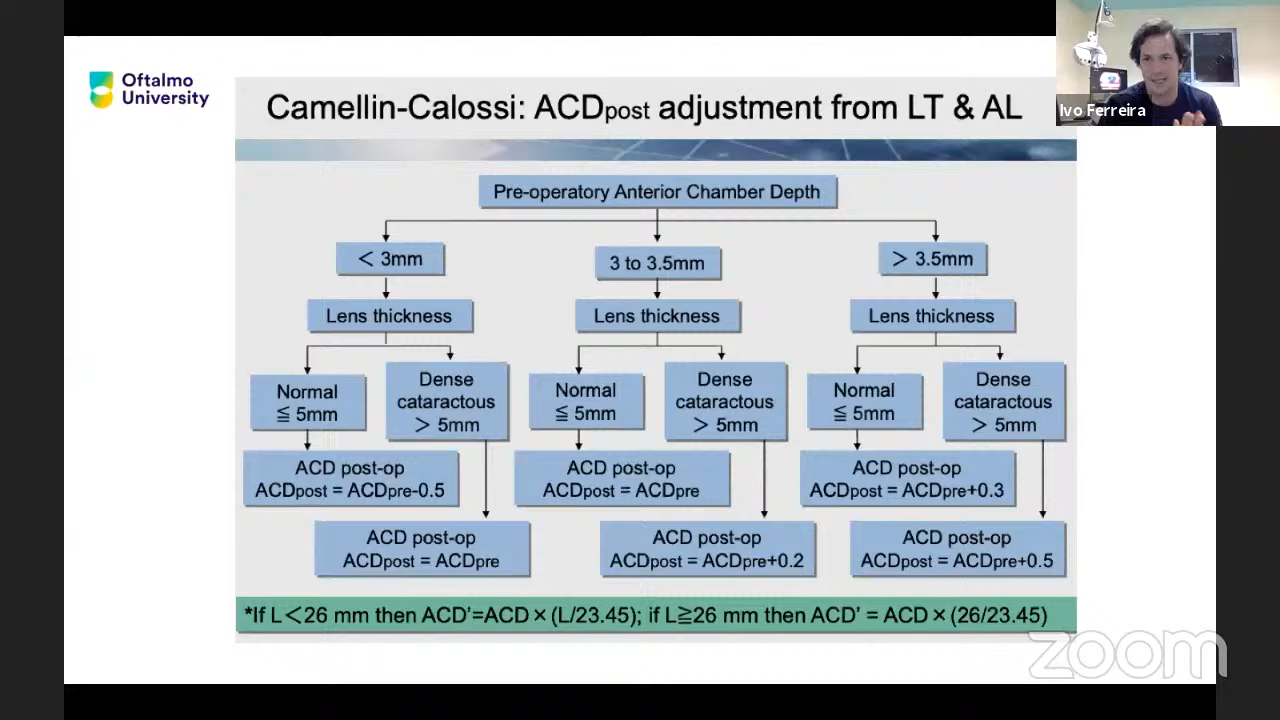 Oftalmo
University
Camellin-Calossi: ACDpost adjustment from LT & AL
Ivo Ferreira
Pre-operatory Anterior Chamber Depth
< 3mm
3 to 3.5mm
> 3.5mm
Lens thickness
Lens thickness
Lens thickness
Normal
≦ 5mm
Dense
cataractous
> 5mm
Normal
≦ 5mm
Dense
cataractous
> 5mm
Normal
≦ 5mm
Dense
cataractous
> 5mm
ACD post-op
ACDpost = ACDpre-0.5
ACD post-op
ACDpost = ACDpre
ACD post-op
ACDpost = ACDpre+0.3
ACD post-op
ACDpost = ACDpre
ACD post-op
ACDpost = ACDpre+0.2
ACD post-op
ACDpost = ACDpre+0.5
*If L<26 mm then ACD'=ACD×(L/23.45); if L≧26 mm then ACD' = ACD×(26/23.45)
zoom